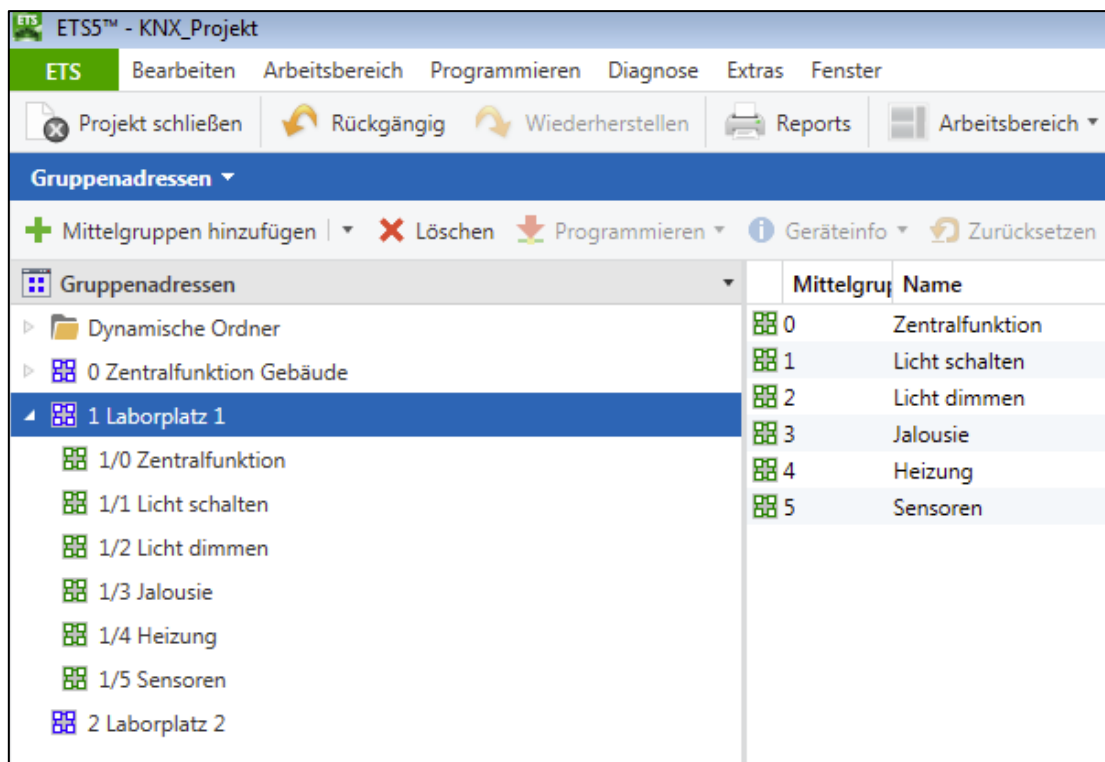 ETS ETS5™ - KNX_Projekt
ETS Bearbeiten Arbeitsbereich Programmieren Diagnose Extras Fenster
Projekt schließen Rückgängig Wiederherstellen Reports Arbeitsbereich
Gruppenadressen
Mittelgruppen hinzufügen Löschen Programmieren Geräteinfo Zurücksetzen
Gruppenadressen Mittelgrup Name
Dynamische Ordner
0 Zentralfunktion Gebäude
1 Laborplatz 1
1/0 Zentralfunktion
1/1 Licht schalten
1/2 Licht dimmen
1/3 Jalousie
1/4 Heizung
1/5 Sensoren
2 Laborplatz 2
0 Zentralfunktion
1 Licht schalten
2 Licht dimmen
3 Jalousie
4 Heizung
5 Sensoren